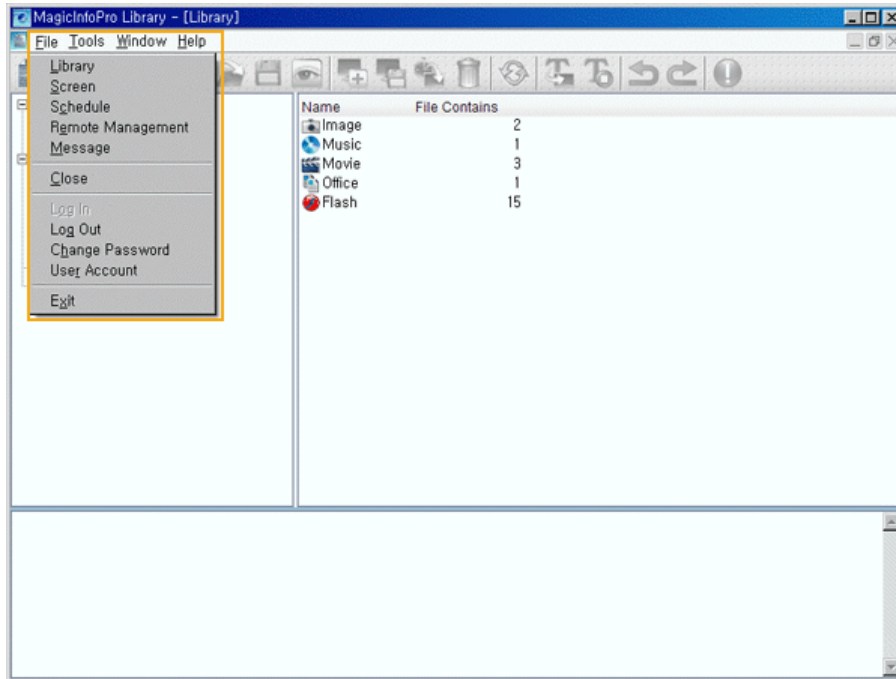 MagicInfoPro Library - [Library]
File Tools Window Help
Library
Screen
Schedule
Remote Management
Message
Close
Log In
Log Out
Change Password
User Account
Exit
Name File Contains
Image 2
Music 1
Movie 3
Office 1
Flash 15